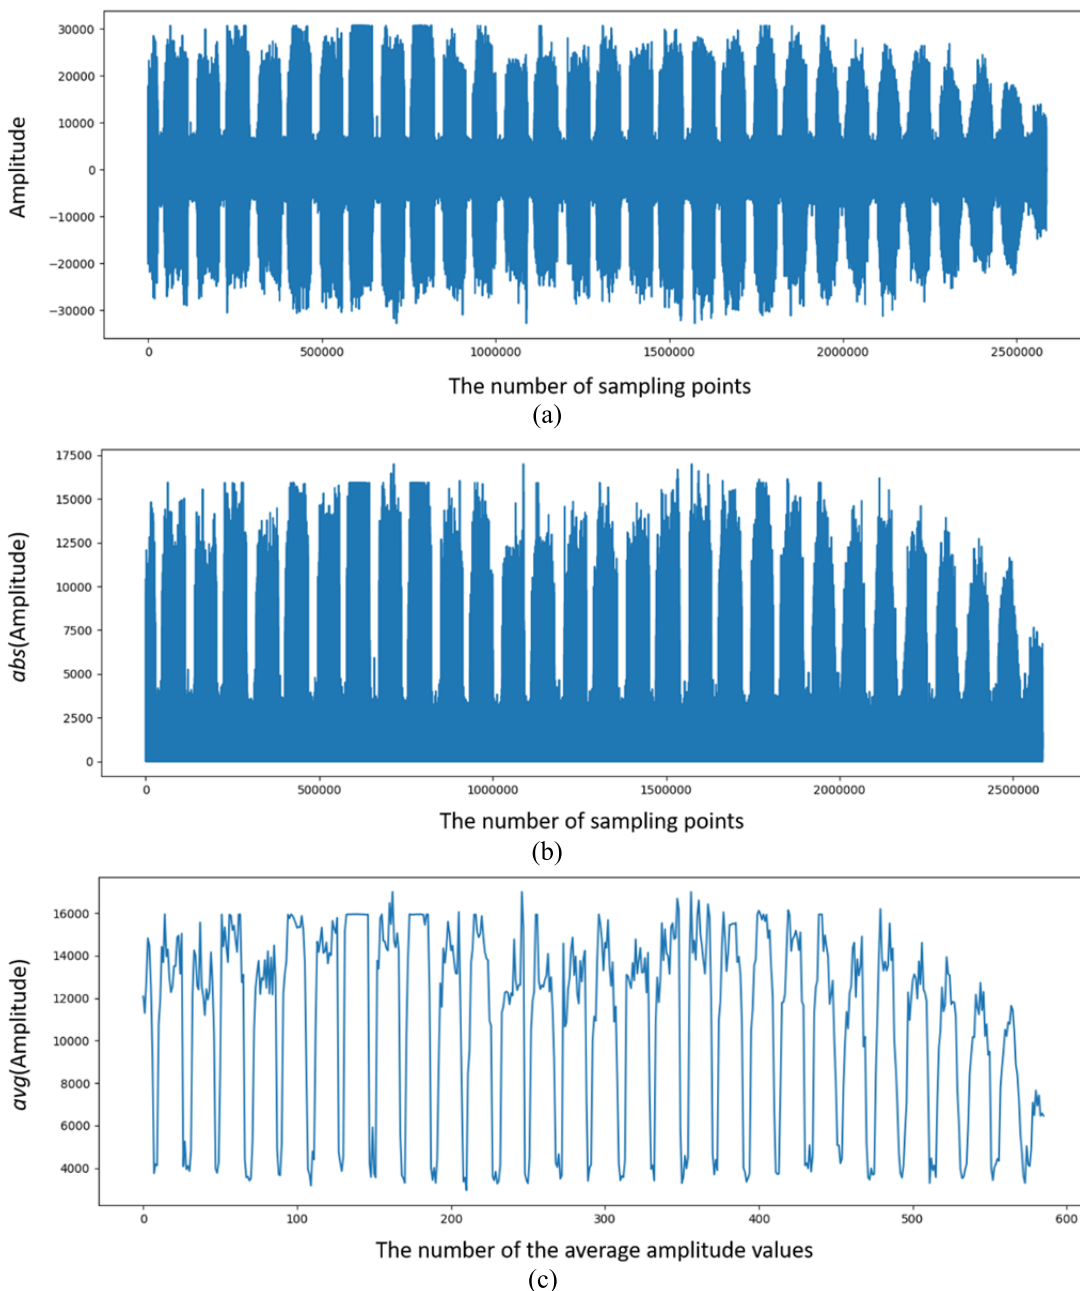 30000
20000
10000
0
−10000
−20000
−30000
Amplitude
0 500000 1000000 1500000 2000000 2500000
The number of sampling points
(a)
17500
15000
12500
10000
7500
5000
2500
0
abs(Amplitude)
0 500000 1000000 1500000 2000000 2500000
The number of sampling points
(b)
16000
14000
12000
10000
8000
6000
4000
avg(Amplitude)
0 100 200 300 400 500 600
The number of the average amplitude values
(c)